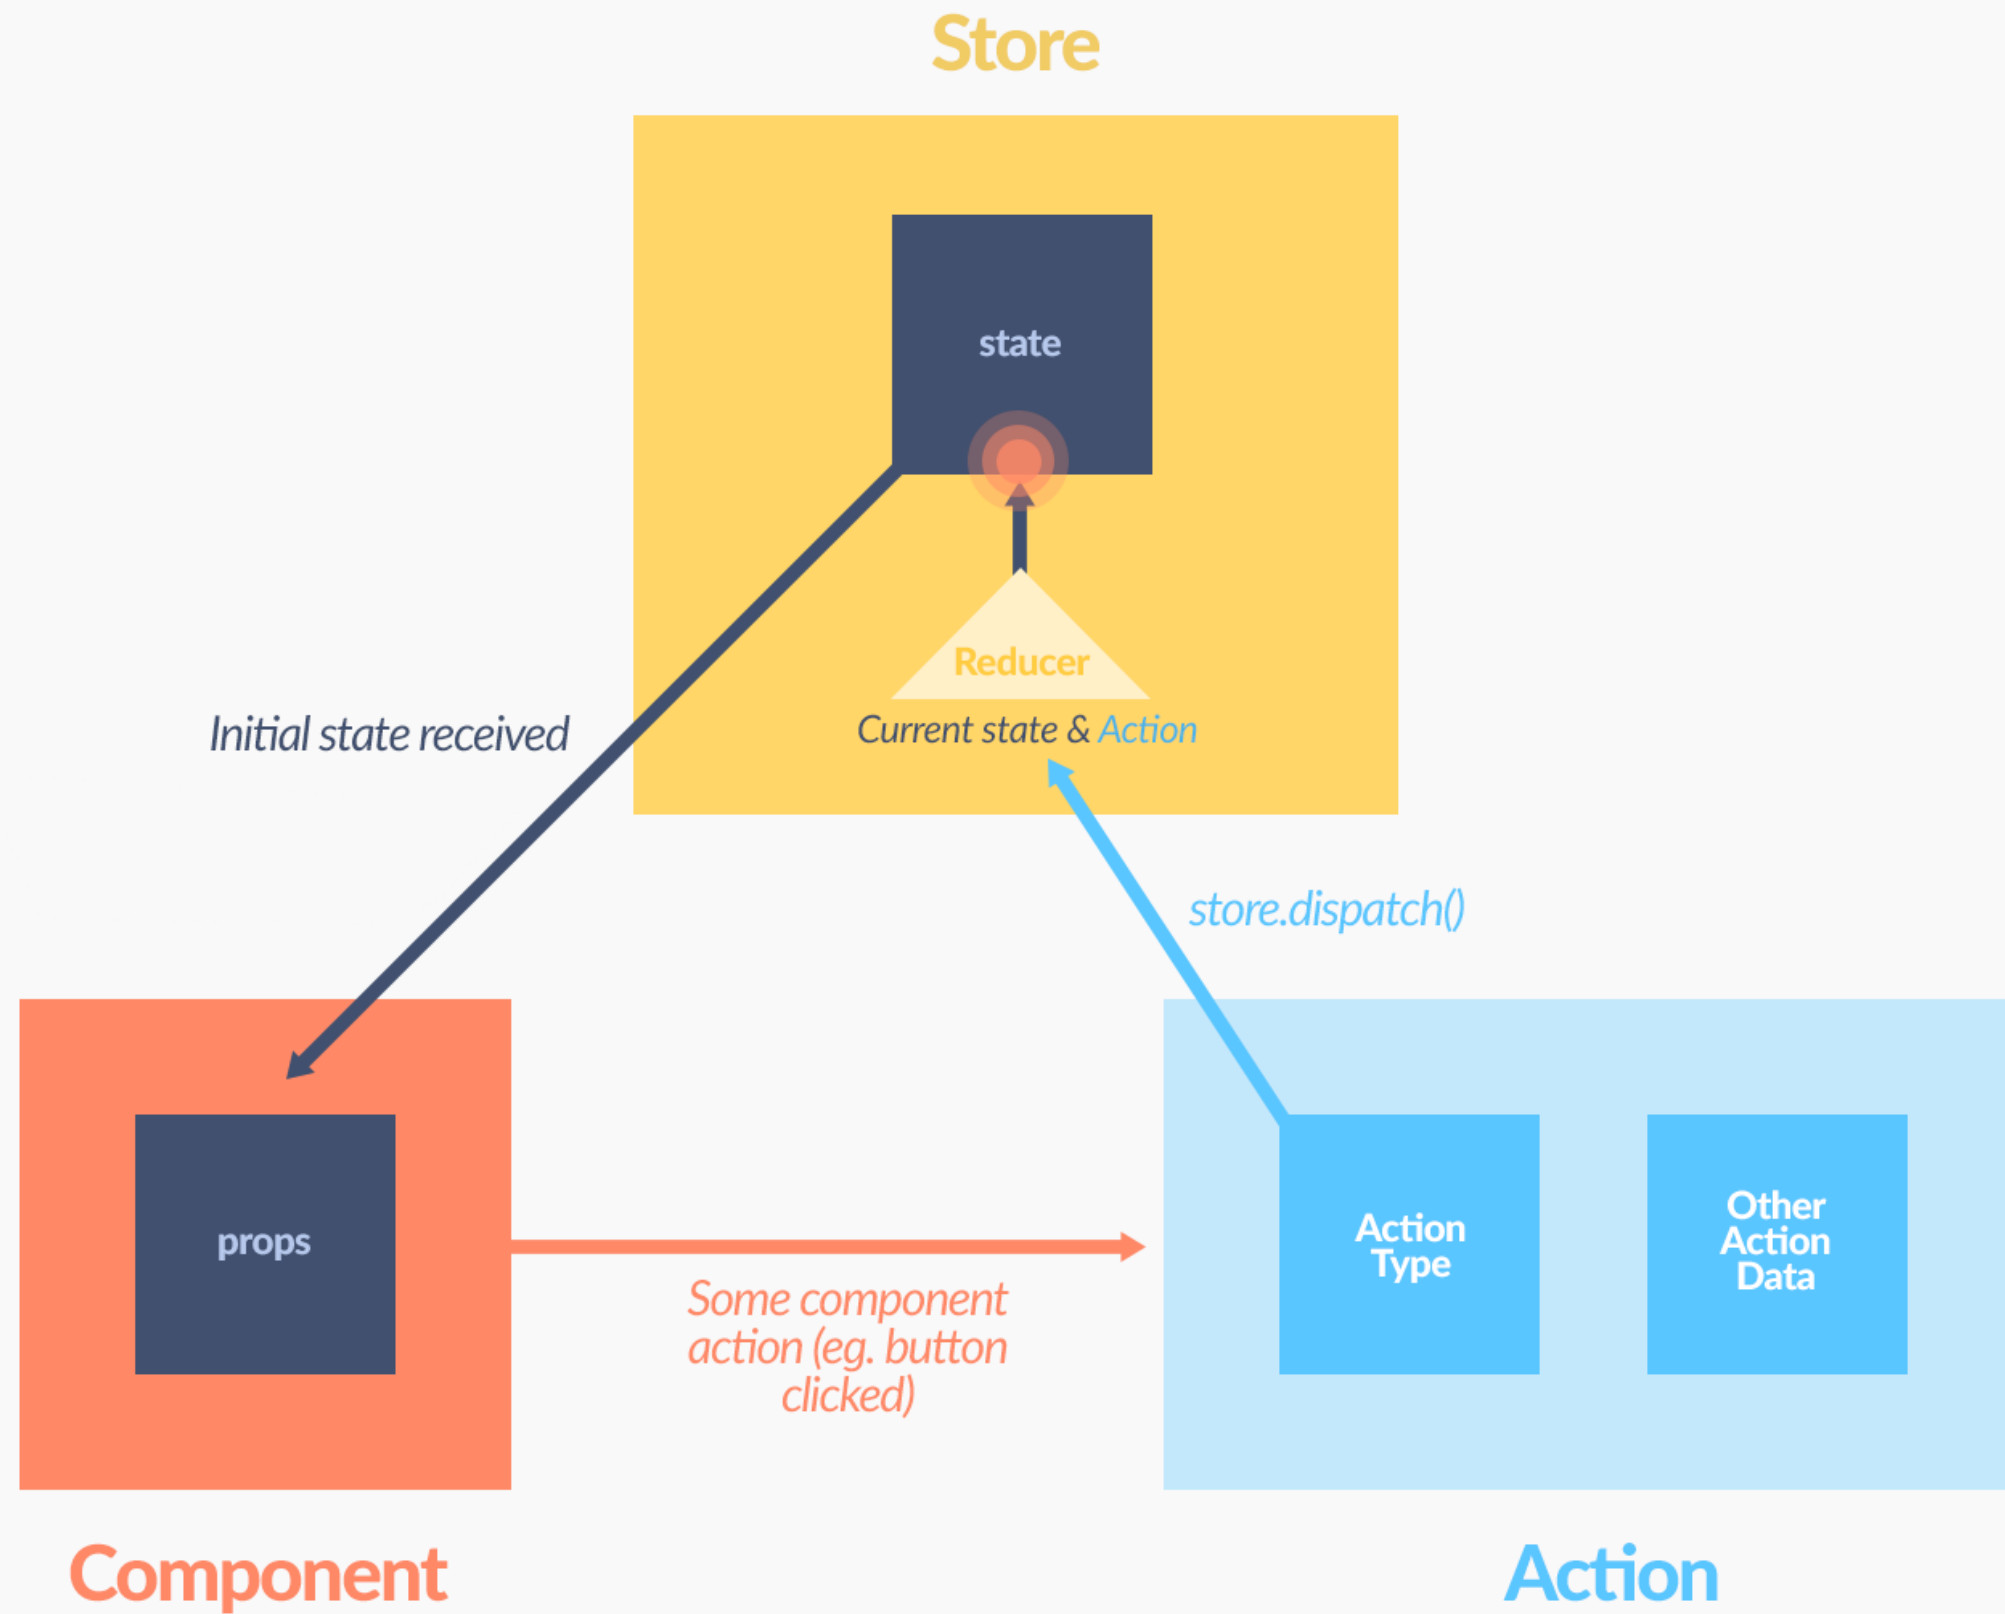 Store
state
Reducer
Current state & Action
Initial state received
store.dispatch()
props
Some component
action (eg. button
clicked)
Action
Type
Other
Action
Data
Component
Action